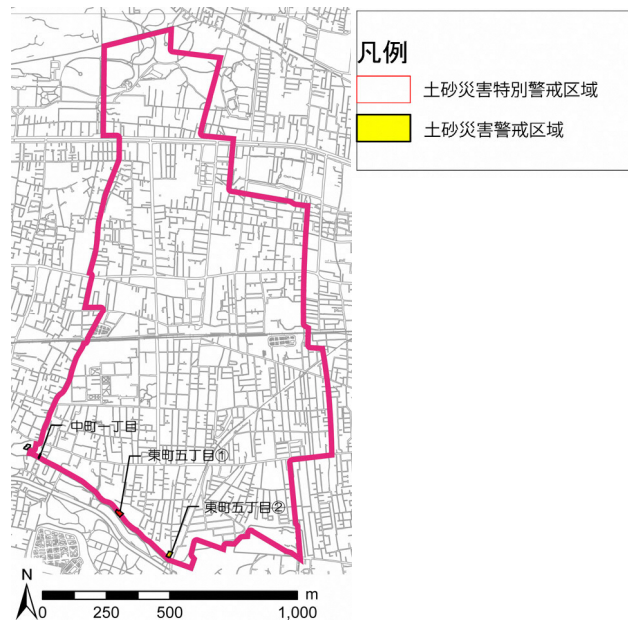 凡例
土砂災害特別警戒区域
土砂災害警戒区域
中町一丁目
東町五丁目①
東町五丁目②
N
0 250 500 1,000 m